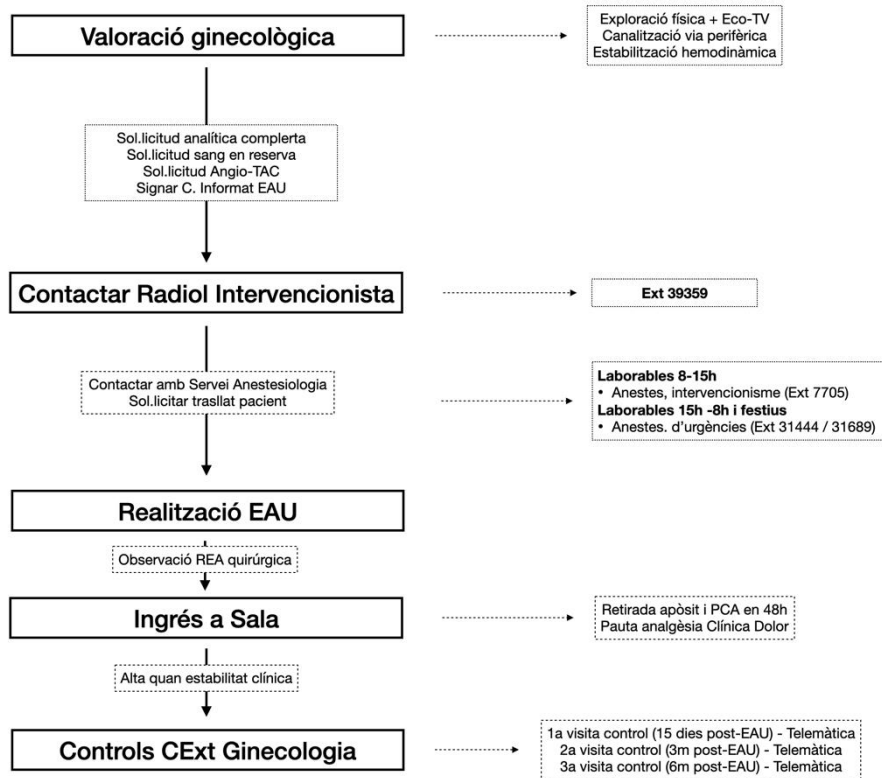 Valoració ginecològica
Exploració física + Eco-TV
Canalització via perifèrica
Estabilització hemodinàmica
Sol.licitud analítica complerta
Sol.licitud sang en reserva
Sol.licitud Angio-TAC
Signar C. Informat EAU
Contactar Radiol Intervencionista
Ext 39359
Contactar amb Servei Anestesiologia
Sol.licitar trasllat pacient
Laborables 8-15h
• Anestes, intervencionisme (Ext 7705)
Laborables 15h -8h i festius
• Anestes. d'urgències (Ext 31444 / 31689)
Realització EAU
Observació REA quirúrgica
Ingrés a Sala
Retirada apòsit i PCA en 48h
Pauta analgèsia Clínica Dolor
Alta quan estabilitat clínica
Controls CExt Ginecologia
1a visita control (15 dies post-EAU) - Telemàtica
2a visita control (3m post-EAU) - Telemàtica
3a visita control (6m post-EAU) - Telemàtica